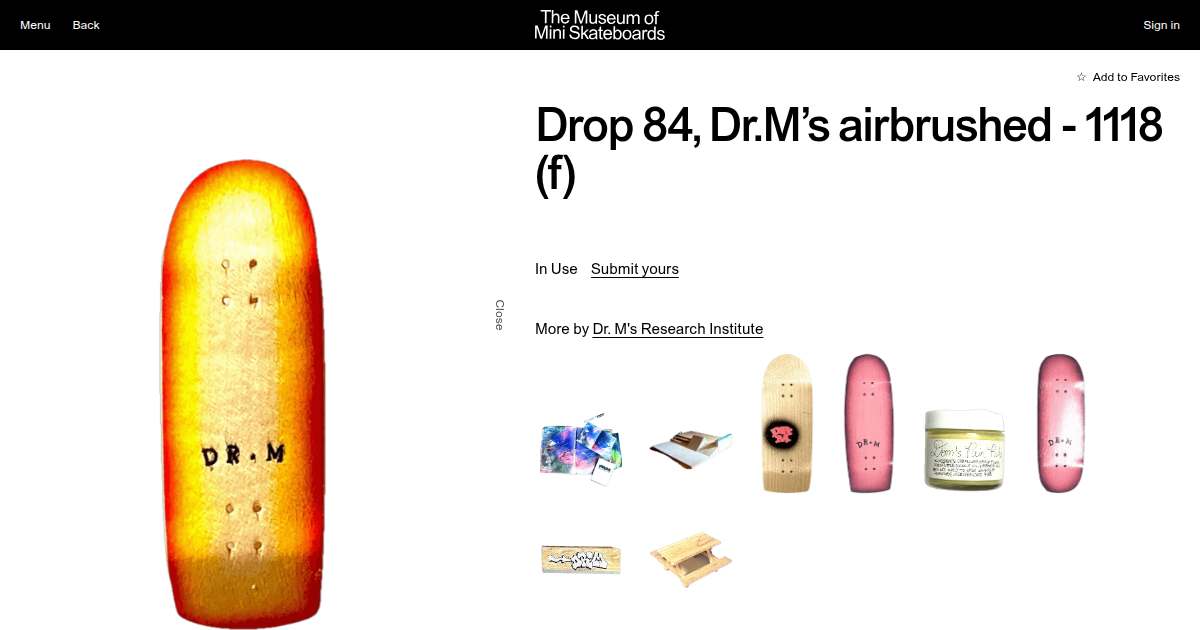 Menu
Back
The Museum of
Mini Skateboards
Sign in
☆ Add to Favorites
Drop 84, Dr.M’s airbrushed - 1118
(f)
In Use
Submit yours
Close
More by Dr. M's Research Institute
DR.M
DR.M
DR.M